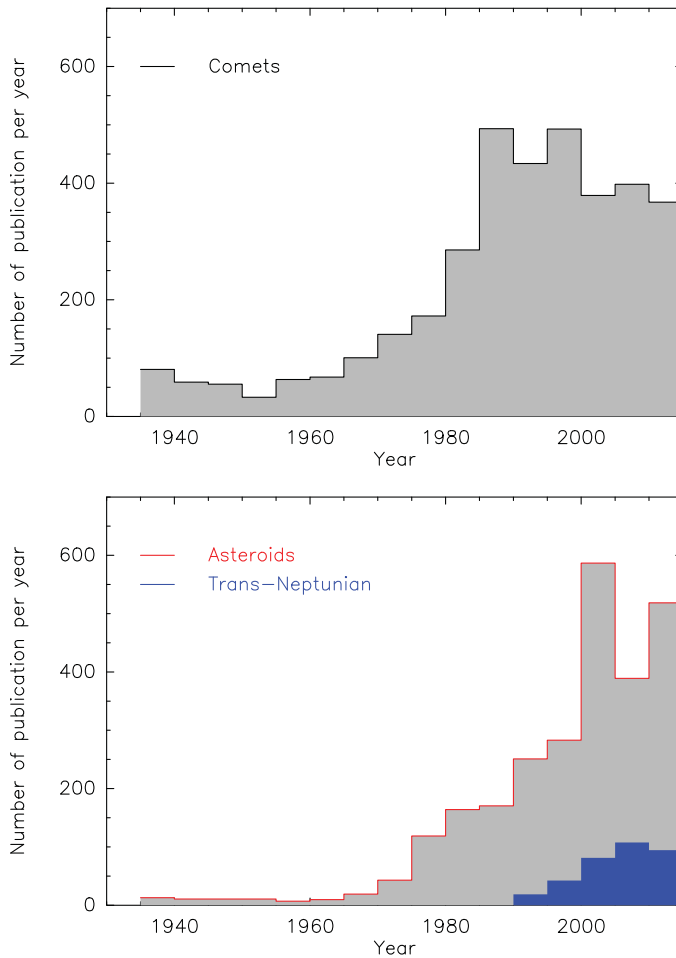 Number of publication per year
600
400
200
0
Comets
1940
1960
1980
2000
Year
Number of publication per year
600
400
200
0
Asteroids
Trans-Neptunian
1940
1960
1980
2000
Year